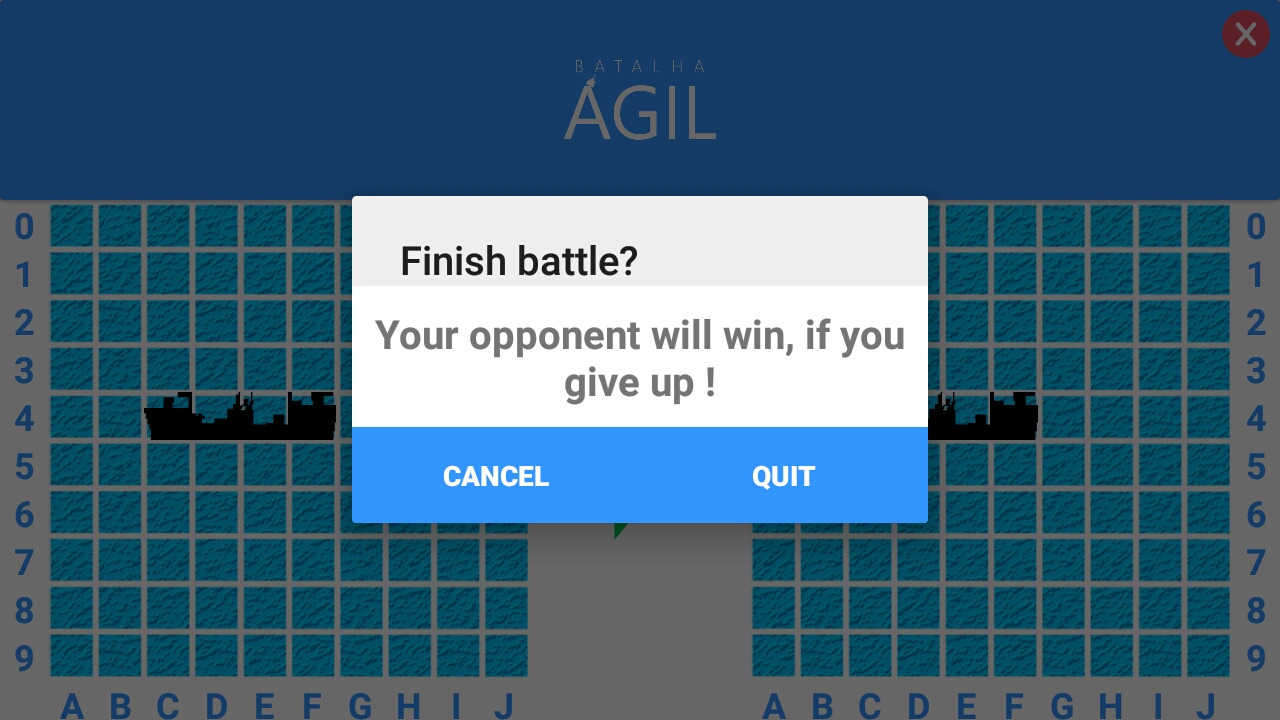 BATALHA
ÁGIL
Finish battle?
Your opponent will win, if you
give up !
CANCEL QUIT
0 0
1 1
2 2
3 3
4 4
5 5
6 6
7 7
8 8
9 9
A B C D E F G H I J A B C D E F G H I J